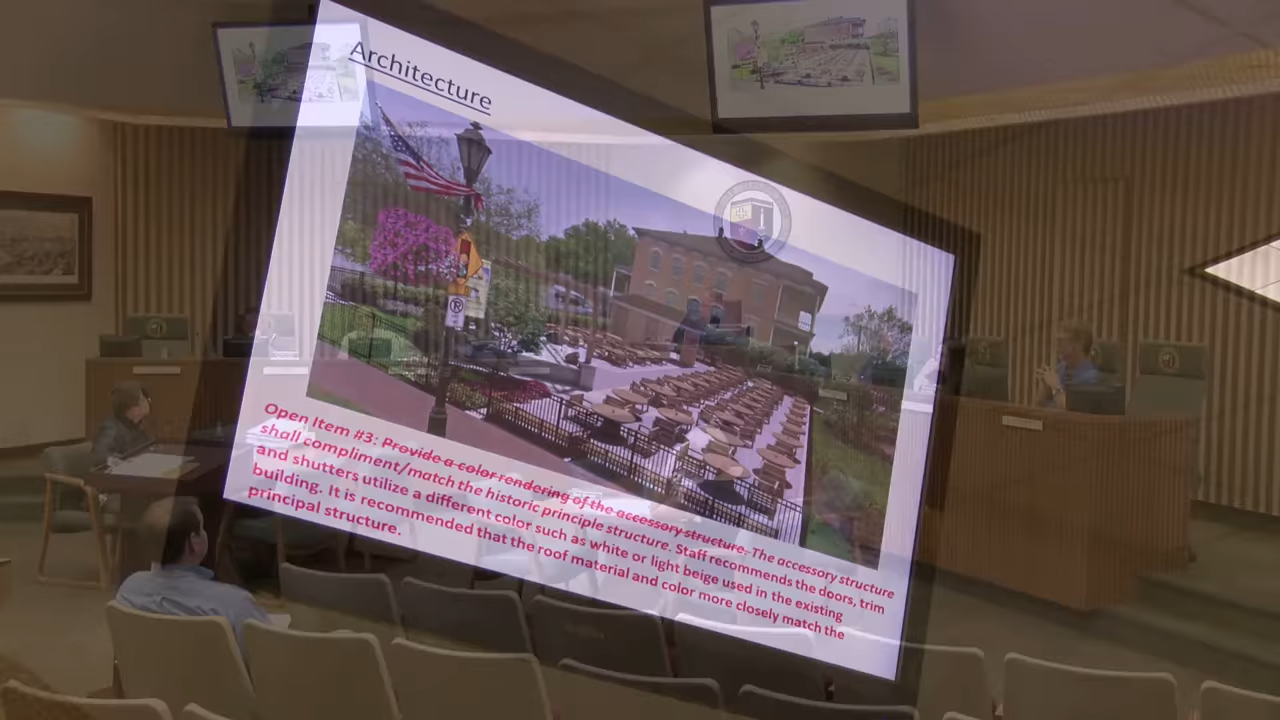 Architecture
Open Item #3: Provide a color rendering of the accessory structure. The accessory structure
shall compliment/match the historic principle structure. Staff recommends the doors, trim
and shutters utilize a different color such as white or light beige used in the existing
building. It is recommended that the roof material and color more closely match the
principal structure.